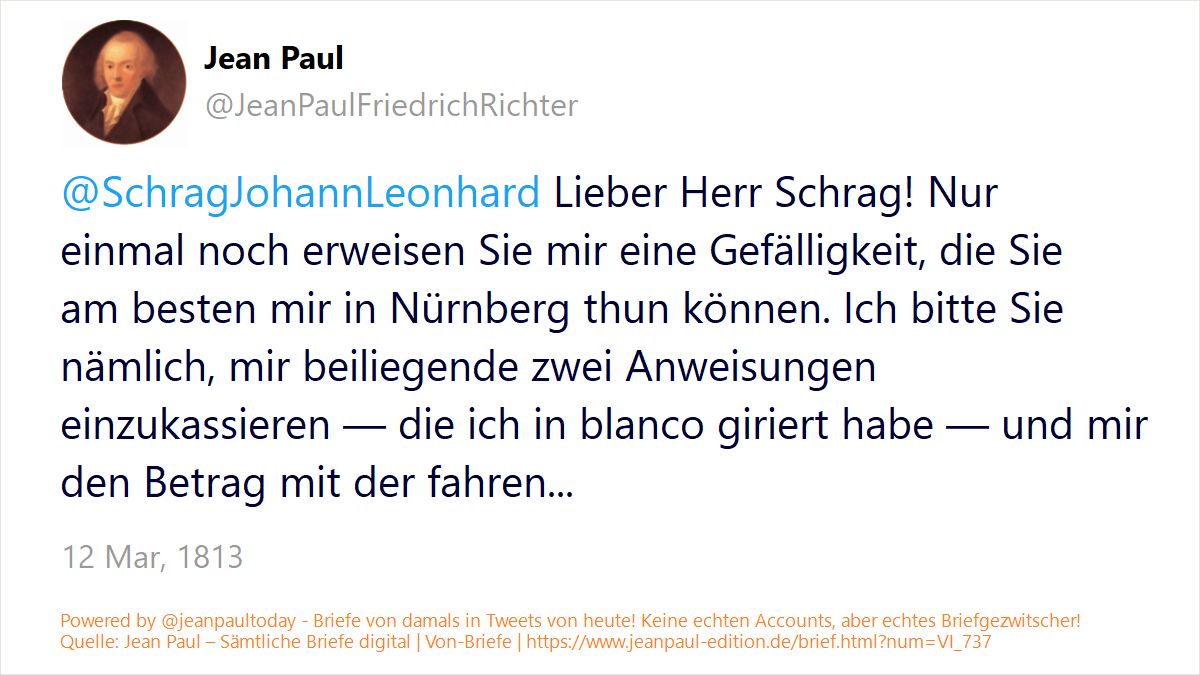 Jean Paul
@JeanPaulFriedrichRichter
@SchragJohannLeonhard Lieber Herr Schrag! Nur
einmal noch erweisen Sie mir eine Gefälligkeit, die Sie
am besten mir in Nürnberg thun können. Ich bitte Sie
nämlich, mir beiliegende zwei Anweisungen
einzukassieren — die ich in blanco giriert habe — und mir
den Betrag mit der fahren...
12 Mar, 1813
Powered by @jeanpaultoday - Briefe von damals in Tweets von heute! Keine echten Accounts, aber echtes Briefgezwitscher!
Quelle: Jean Paul – Sämtliche Briefe digital | Von-Briefe | https://www.jeanpaul-edition.de/brief.html?num=VI_737